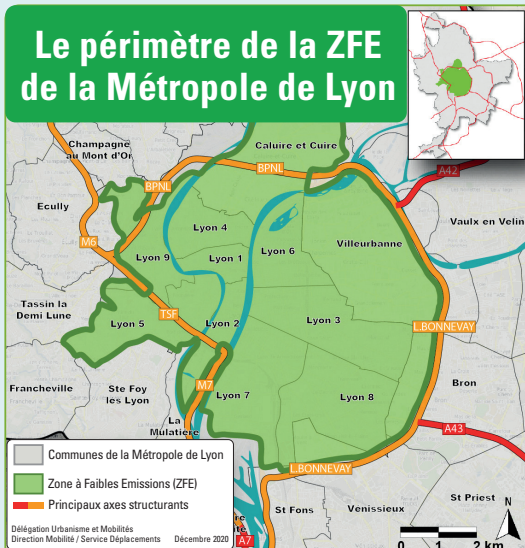 Le périmètre de la ZFE
de la Métropole de Lyon
Champagne
au Mont d'Or
Caluire et Cuire
BPNL
BPNL
A42
Ecully
Vaulx en Velin
Lyon 4
M6
Lyon 9
Lyon 1
Lyon 6
Villeurbanne
Tassin la
Demi Lune
TSF
Lyon 5
Lyon 2
Lyon 3
L.BONNEVAY
Francheville
Ste Foy
les Lyon
M7
Lyon 7
Lyon 8
Bron
La
Mulatière
A43
L.BONNEVAY
St Fons
Venissieux
St Priest
A7
Communes de la Métropole de Lyon
Zone à Faibles Emissions (ZFE)
Principaux axes structurants
Délégation Urbanisme et Mobilités
Direction Mobilité / Service Déplacements Décembre 2020
N
0 1 2 km